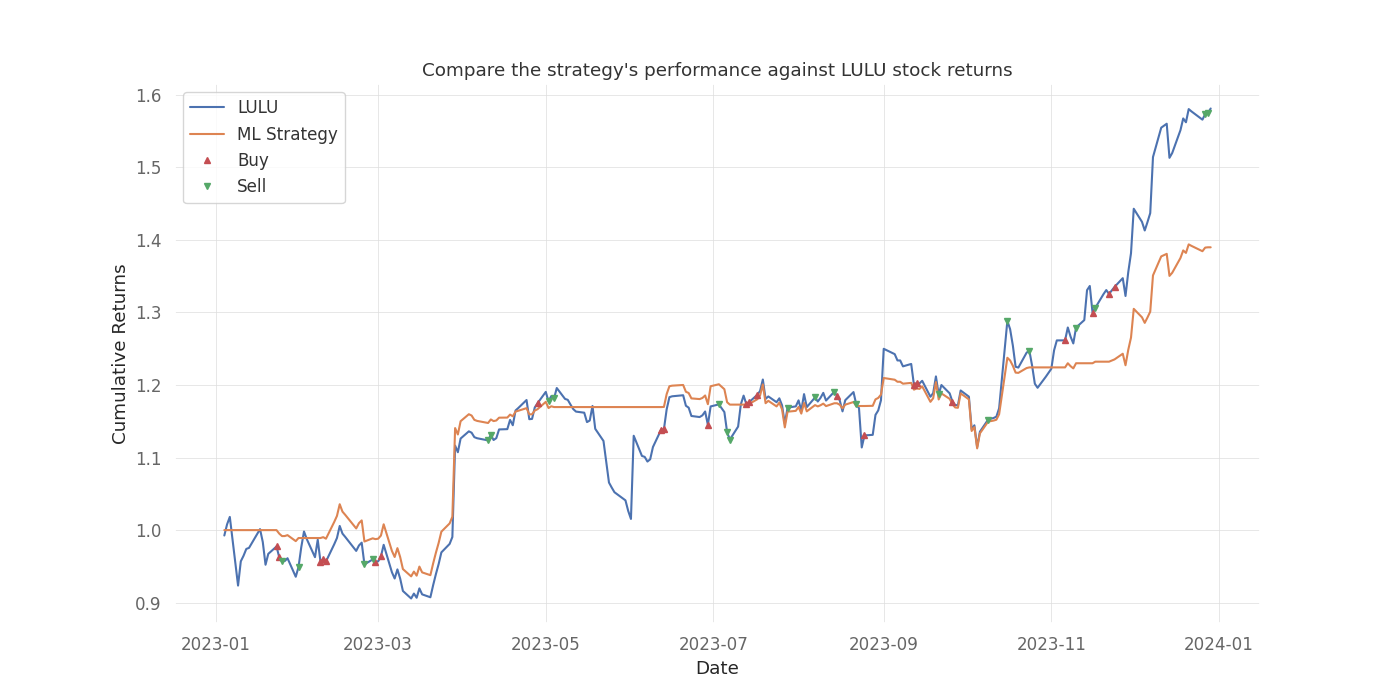 Compare the strategy's performance against LULU stock returns
LULU
ML Strategy
Buy
Sell
Cumulative Returns
1.6
1.5
1.4
1.3
1.2
1.1
1.0
0.9
2023-01 2023-03 2023-05 2023-07 2023-09 2023-11 2024-01
Date